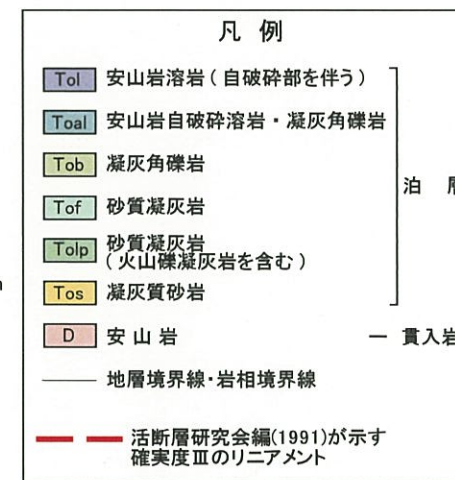 凡 例
Tol 安山岩溶岩(自破砕部を伴う)
Toal 安山岩自破砕溶岩・凝灰角礫岩
Tob 凝灰角礫岩
泊 層
Tof 砂質凝灰岩
Tolp 砂質凝灰岩
(火山礫凝灰岩を含む)
Tos 凝灰質砂岩
D 安山岩 ― 貫入岩
地層境界線・岩相境界線
活断層研究会編(1991)が示す
確実度Ⅲのリニアメント